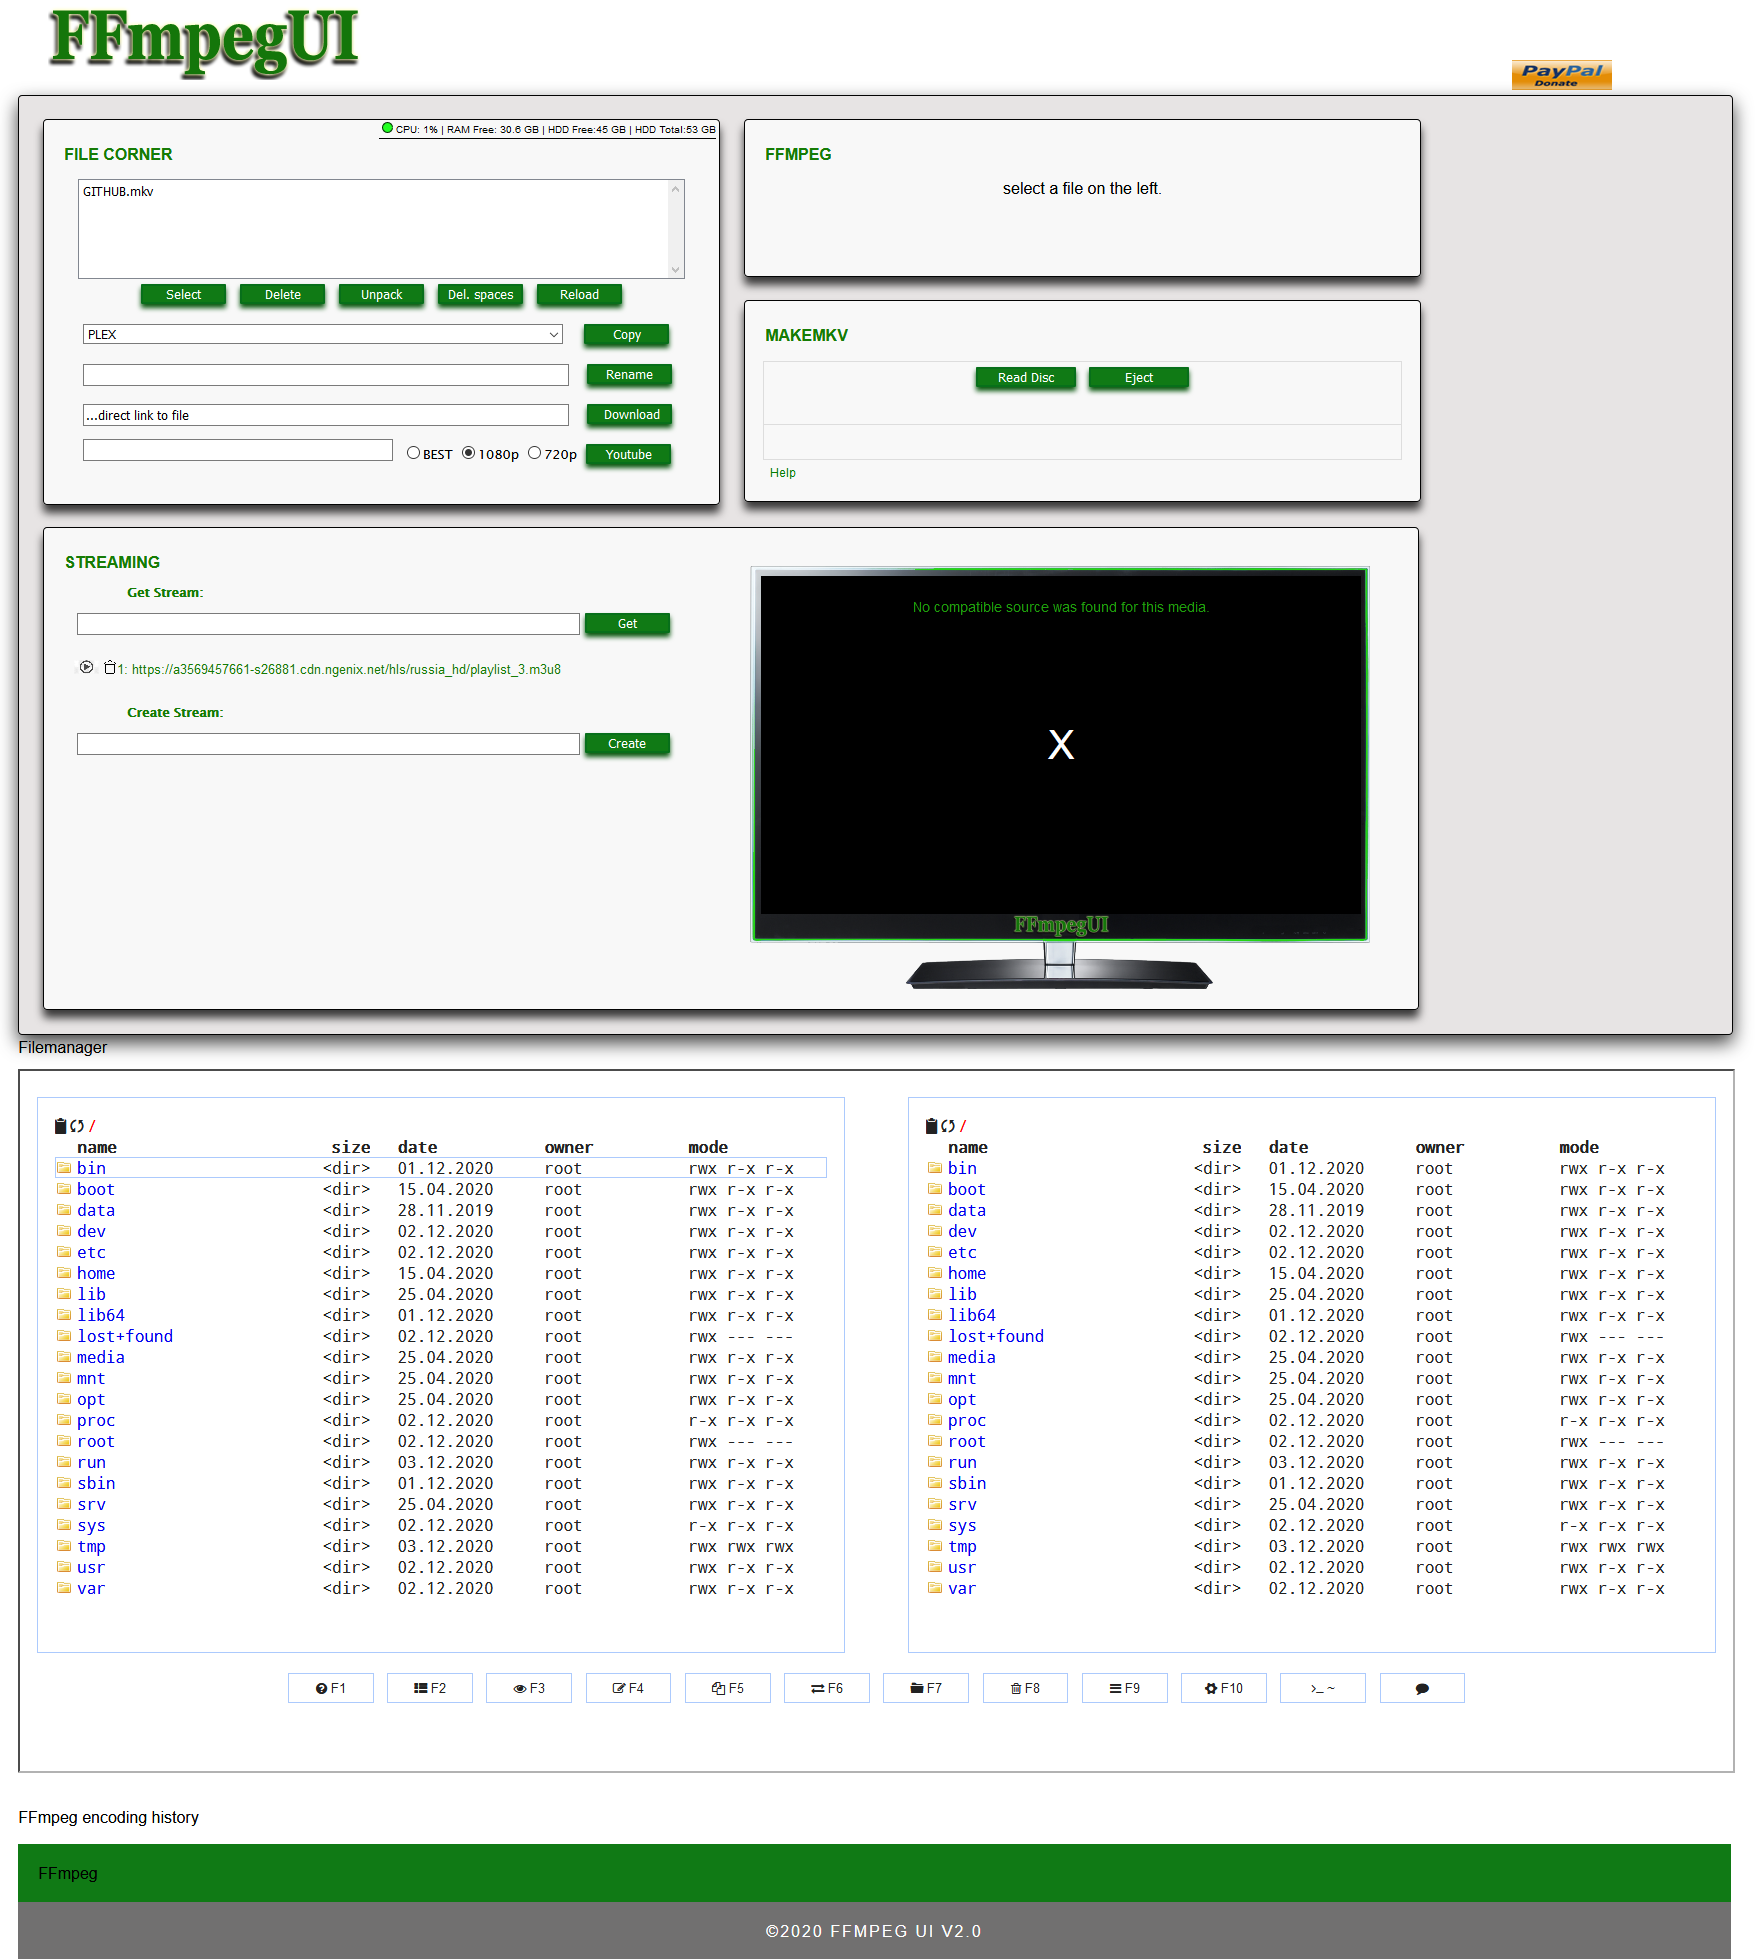 FFmpegUI
PayPal
Donate
CPU: 1% | RAM Free: 30.6 GB | HDD Free:45 GB | HDD Total:53 GB
FILE CORNER
GITHUB.mkv
Select Delete Unpack Del. spaces Reload
PLEX Copy
Rename
...direct link to file Download
BEST 1080p 720p Youtube
FFMPEG
select a file on the left.
MAKEMKV
Read Disc Eject
Help
STREAMING
Get Stream:
Get
1: https://a3569457661-s26881.cdn.ngenix.net/hls/russia_hd/playlist_3.m3u8
Create Stream:
Create
No compatible source was found for this media.
X
FFmpegUI
Filemanager
/
name size date owner mode
bin <dir> 01.12.2020 root rwx r-x r-x
boot <dir> 15.04.2020 root rwx r-x r-x
data <dir> 28.11.2019 root rwx r-x r-x
dev <dir> 02.12.2020 root rwx r-x r-x
etc <dir> 02.12.2020 root rwx r-x r-x
home <dir> 15.04.2020 root rwx r-x r-x
lib <dir> 25.04.2020 root rwx r-x r-x
lib64 <dir> 01.12.2020 root rwx r-x r-x
lost+found <dir> 02.12.2020 root rwx --- ---
media <dir> 25.04.2020 root rwx r-x r-x
mnt <dir> 25.04.2020 root rwx r-x r-x
opt <dir> 25.04.2020 root rwx r-x r-x
proc <dir> 02.12.2020 root r-x r-x r-x
root <dir> 02.12.2020 root rwx --- ---
run <dir> 03.12.2020 root rwx r-x r-x
sbin <dir> 01.12.2020 root rwx r-x r-x
srv <dir> 25.04.2020 root rwx r-x r-x
sys <dir> 02.12.2020 root r-x r-x r-x
tmp <dir> 03.12.2020 root rwx rwx rwx
usr <dir> 02.12.2020 root rwx r-x r-x
var <dir> 02.12.2020 root rwx r-x r-x
/
name size date owner mode
bin <dir> 01.12.2020 root rwx r-x r-x
boot <dir> 15.04.2020 root rwx r-x r-x
data <dir> 28.11.2019 root rwx r-x r-x
dev <dir> 02.12.2020 root rwx r-x r-x
etc <dir> 02.12.2020 root rwx r-x r-x
home <dir> 15.04.2020 root rwx r-x r-x
lib <dir> 25.04.2020 root rwx r-x r-x
lib64 <dir> 01.12.2020 root rwx r-x r-x
lost+found <dir> 02.12.2020 root rwx --- ---
media <dir> 25.04.2020 root rwx r-x r-x
mnt <dir> 25.04.2020 root rwx r-x r-x
opt <dir> 25.04.2020 root rwx r-x r-x
proc <dir> 02.12.2020 root r-x r-x r-x
root <dir> 02.12.2020 root rwx --- ---
run <dir> 03.12.2020 root rwx r-x r-x
sbin <dir> 01.12.2020 root rwx r-x r-x
srv <dir> 25.04.2020 root rwx r-x r-x
sys <dir> 02.12.2020 root r-x r-x r-x
tmp <dir> 03.12.2020 root rwx rwx rwx
usr <dir> 02.12.2020 root rwx r-x r-x
var <dir> 02.12.2020 root rwx r-x r-x
F1 F2 F3 F4 F5 F6 F7 F8 F9 F10 >_ ~
FFmpeg encoding history
FFmpeg
©2020 FFMPEG UI V2.0